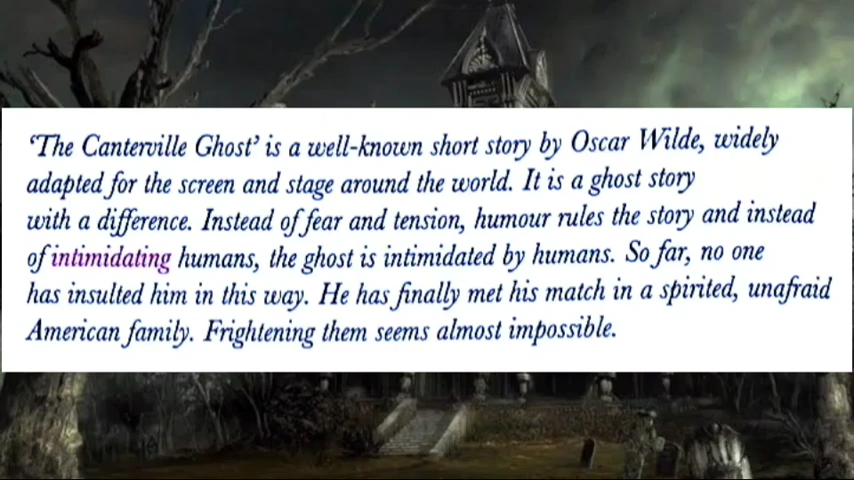 ‘The Canterville Ghost’ is a well-known short story by Oscar Wilde, widely
adapted for the screen and stage around the world. It is a ghost story
with a difference. Instead of fear and tension, humour rules the story and instead
of intimidating humans, the ghost is intimidated by humans. So far, no one
has insulted him in this way. He has finally met his match in a spirited, unafraid
American family. Frightening them seems almost impossible.